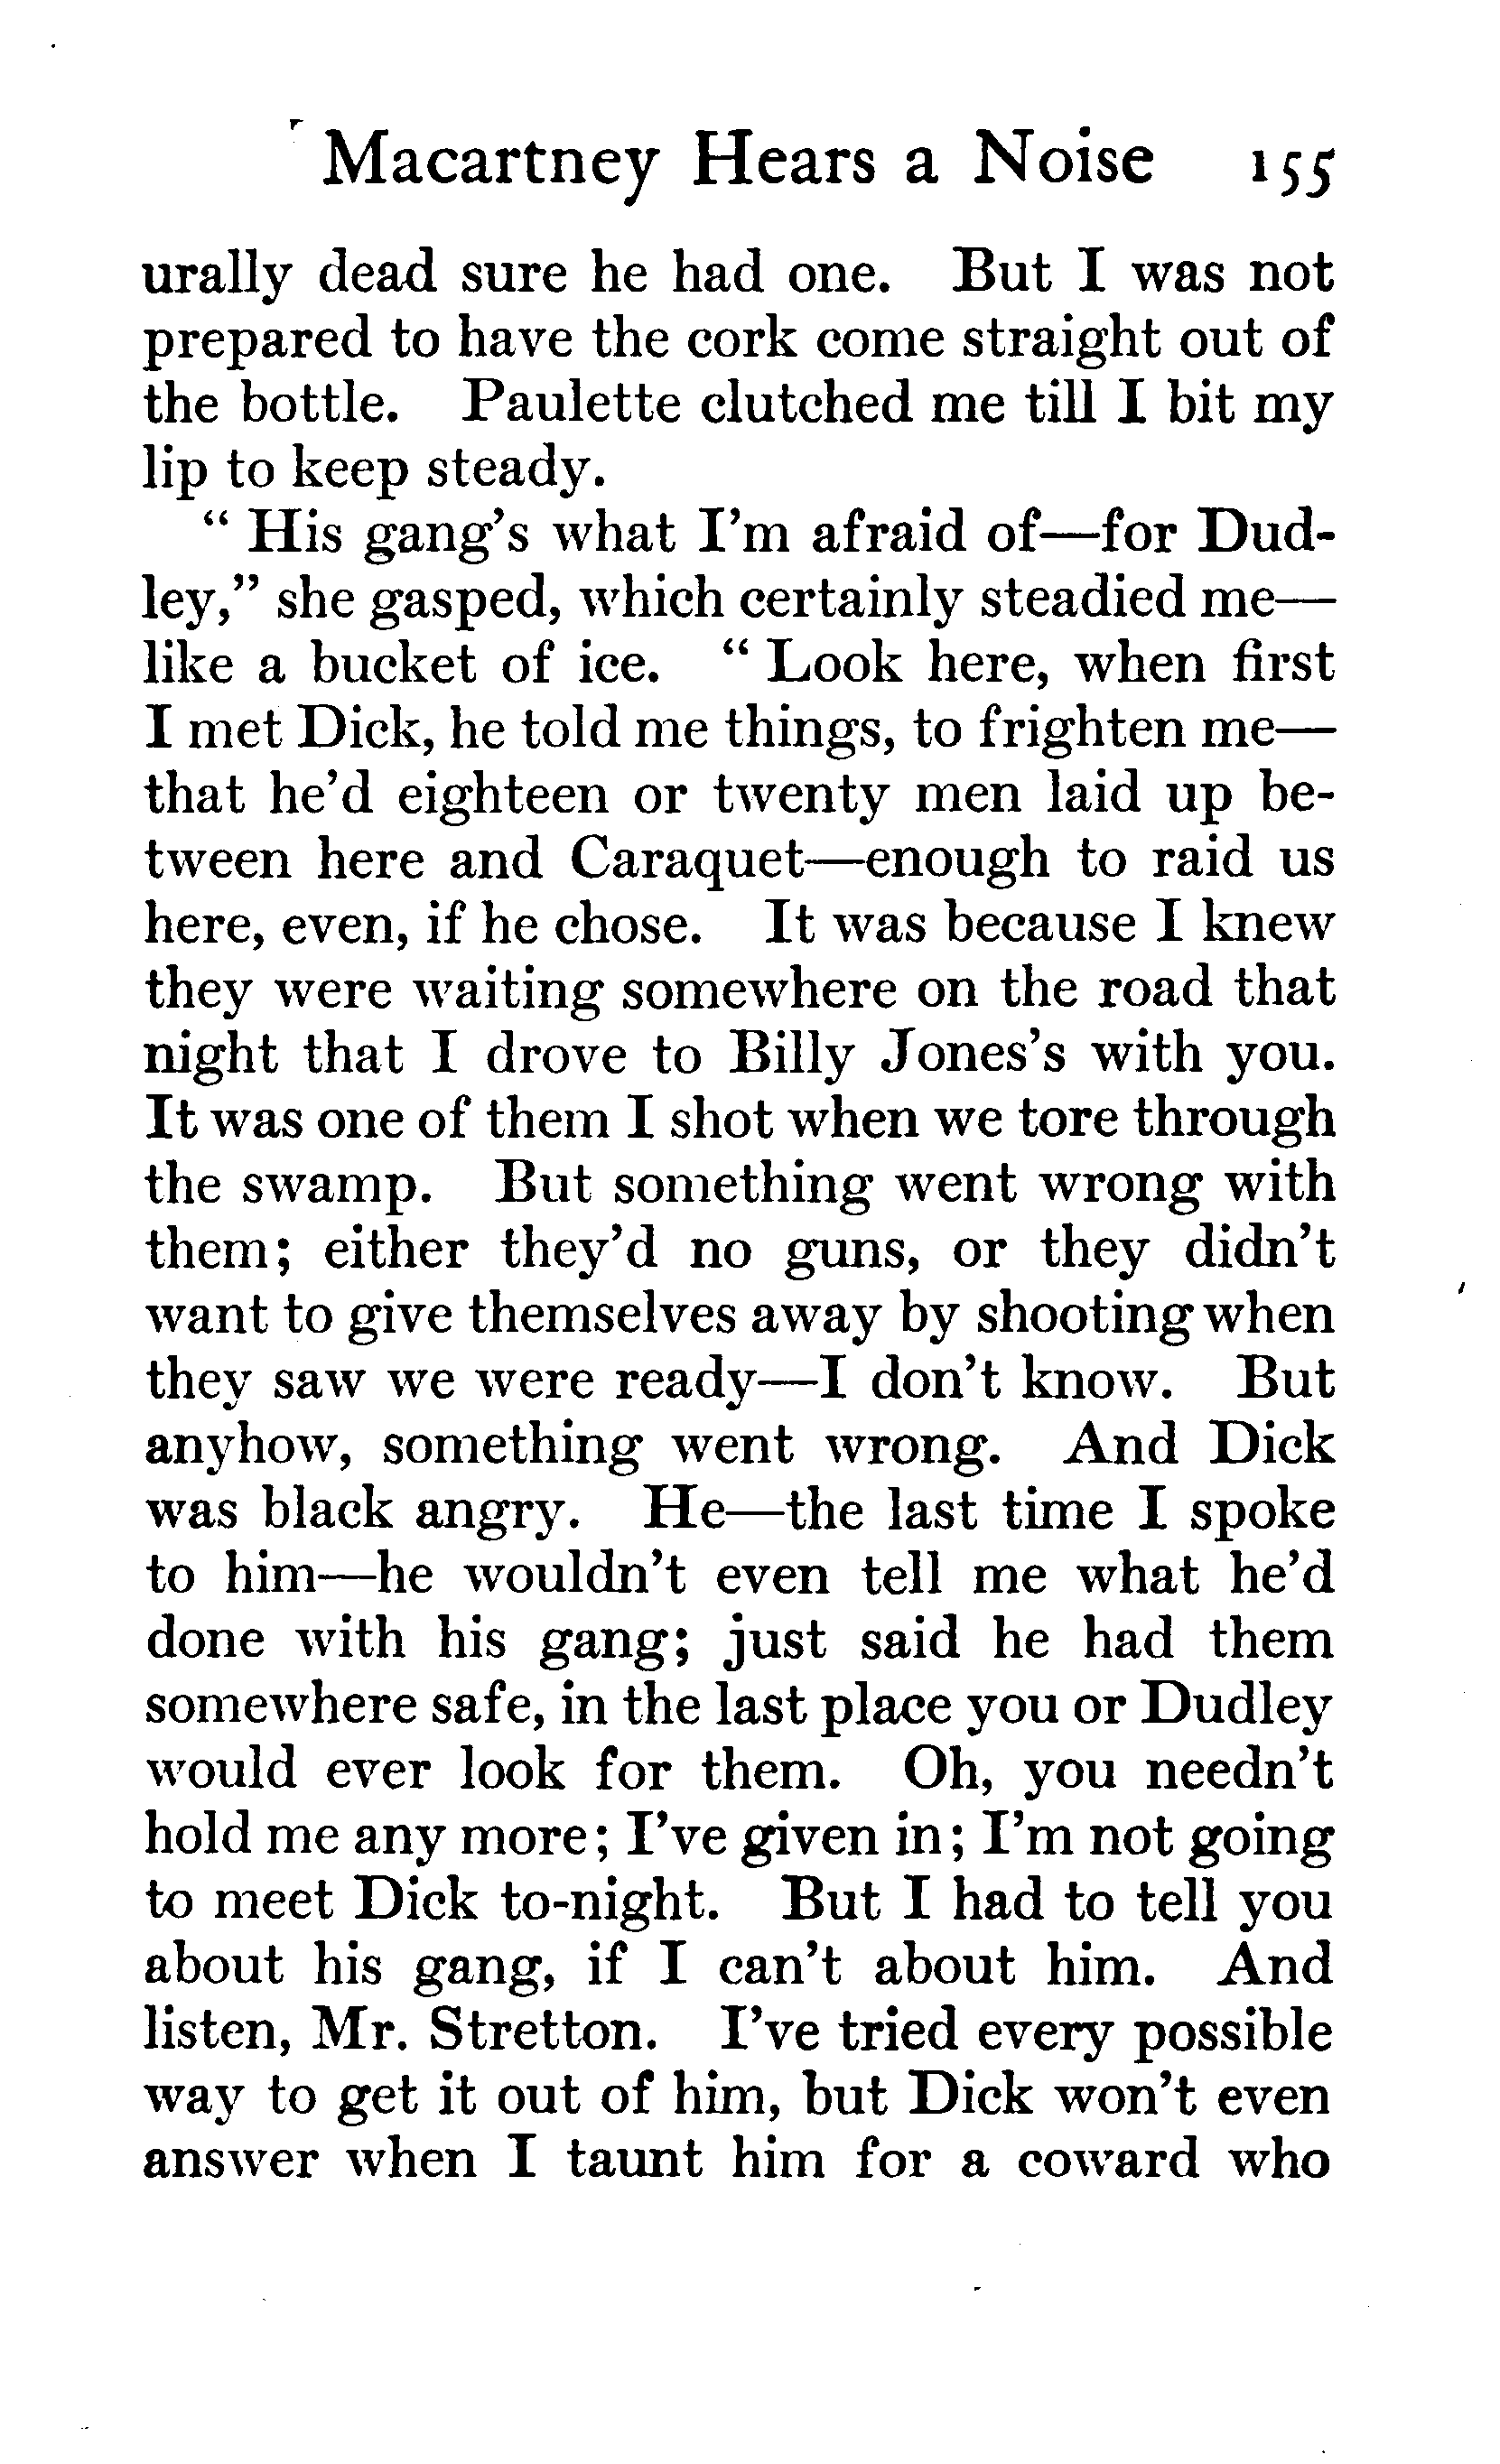 Macartney Hears a Noise 155
urally dead sure he had one. But I was not
prepared to have the cork come straight out of
the bottle. Paulette clutched me till I bit my
lip to keep steady.
" His gang's what I'm afraid of—for Dud-
ley," she gasped, which certainly steadied me—
like a bucket of ice. " Look here, when first
I met Dick, he told me things, to frighten me—
that he'd eighteen or twenty men laid up be-
tween here and Caraquet—enough to raid us
here, even, if he chose. It was because I knew
they were waiting somewhere on the road that
night that I drove to Billy Jones's with you.
It was one of them I shot when we tore through
the swamp. But something went wrong with
them; either they'd no guns, or they didn't
want to give themselves away by shooting when
they saw we were ready—I don't know. But
anyhow, something went wrong. And Dick
was black angry. He—the last time I spoke
to him—he wouldn't even tell me what he'd
done with his gang; just said he had them
somewhere safe, in the last place you or Dudley
would ever look for them. Oh, you needn't
hold me any more; I've given in; I'm not going
to meet Dick to-night. But I had to tell you
about his gang, if I can't about him. And
listen, Mr. Stretton. I've tried every possible
way to get it out of him, but Dick won't even
answer when I taunt him for a coward who